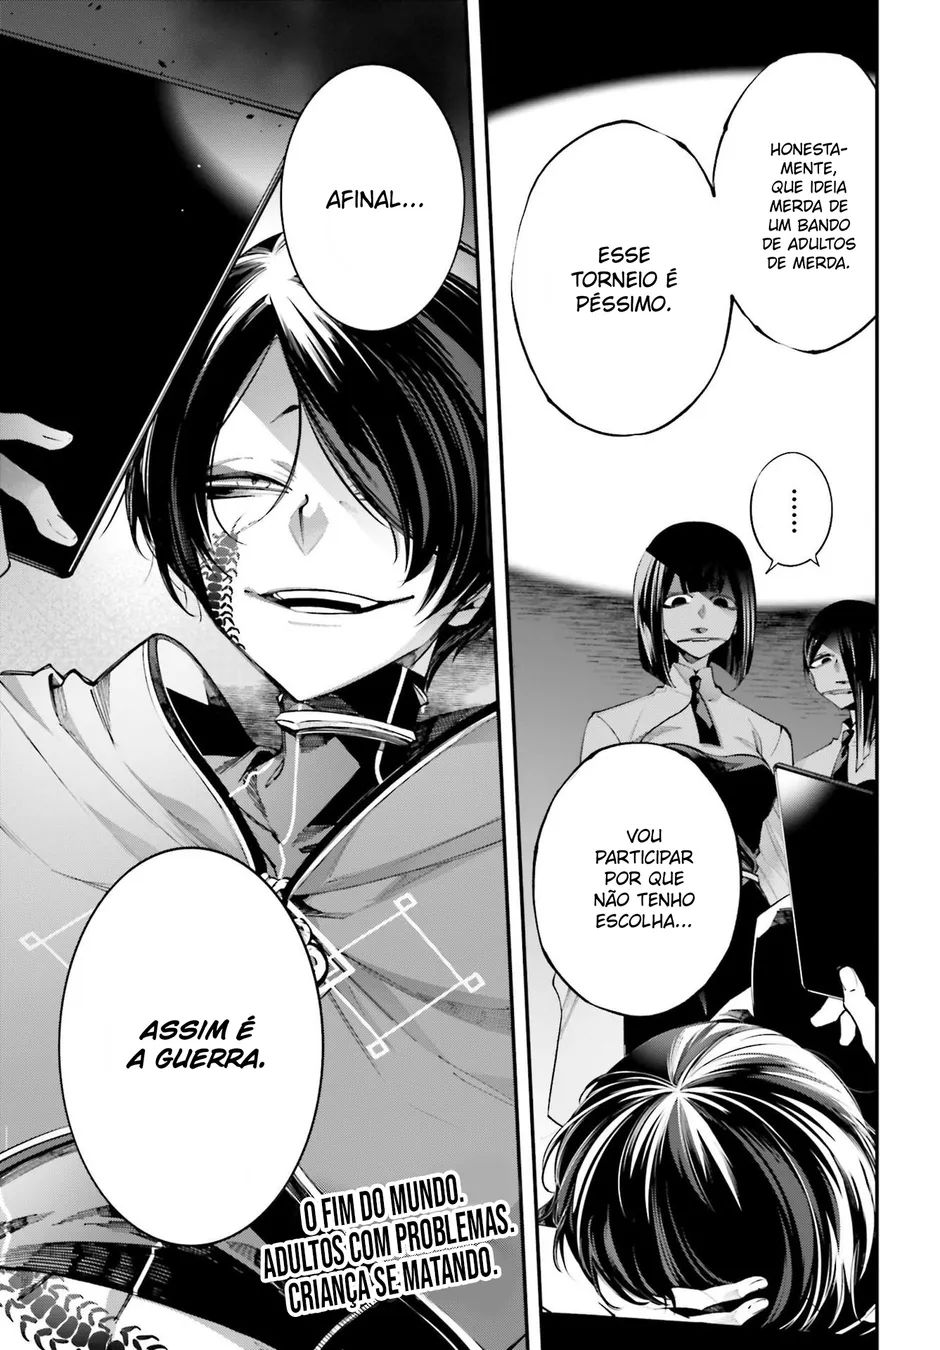 HONESTA-
MENTE,
QUE IDEIA
MERDA DE
UM BANDO
DE ADULTOS
DE MERDA.
ESSE
TORNEIO É
PÉSSIMO.
......
VOU
PARTICIPAR
POR QUE
NÃO TENHO
ESCOLHA...
AFINAL...
ASSIM É
A GUERRA.
O FIM DO MUNDO.
ADULTOS COM PROBLEMAS.
CRIANÇA SE MATANDO.